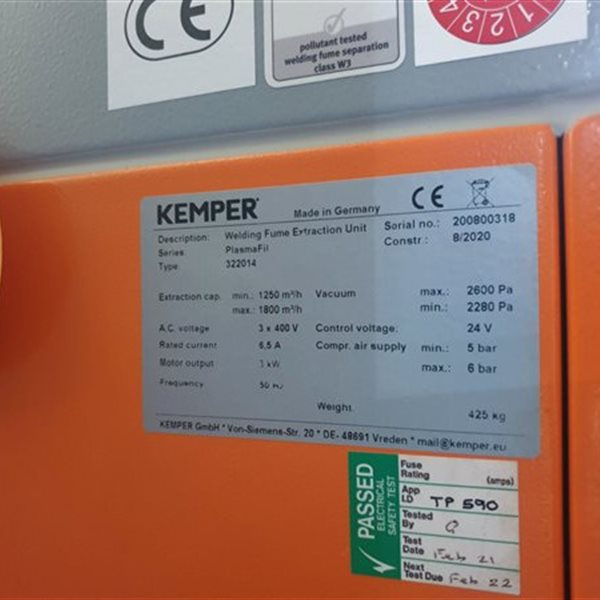 CE
pollutant tested
welding fume separation
class W3
1 2 3 4
KEMPER Made in Germany CE
Description: Welding Fume Extraction Unit Serial no.: 200800318
Series: PlasmaFil Constr.: 8/2020
Type: 322014
Extraction cap. min.: 1250 m³/h Vacuum max.: 2600 Pa
max.: 1800 m³/h min.: 2280 Pa
A.C. voltage 3 x 400 V Control voltage: 24 V
Rated current 6,5 A Compr. air supply min.: 5 bar
Motor output kW max.: 6 bar
Frequency 50 Hz
Weight. 425 kg
KEMPER GmbH * Von-Siemens-Str. 20 * DE- 48691 Vreden * mail@kemper.eu
PASSED
ELECTRICAL
SAFETY TEST
Fuse
Rating (amps)
App
I.D TP 590
Tested
By
Test
Date Feb 21
Next
Test Due Feb 22